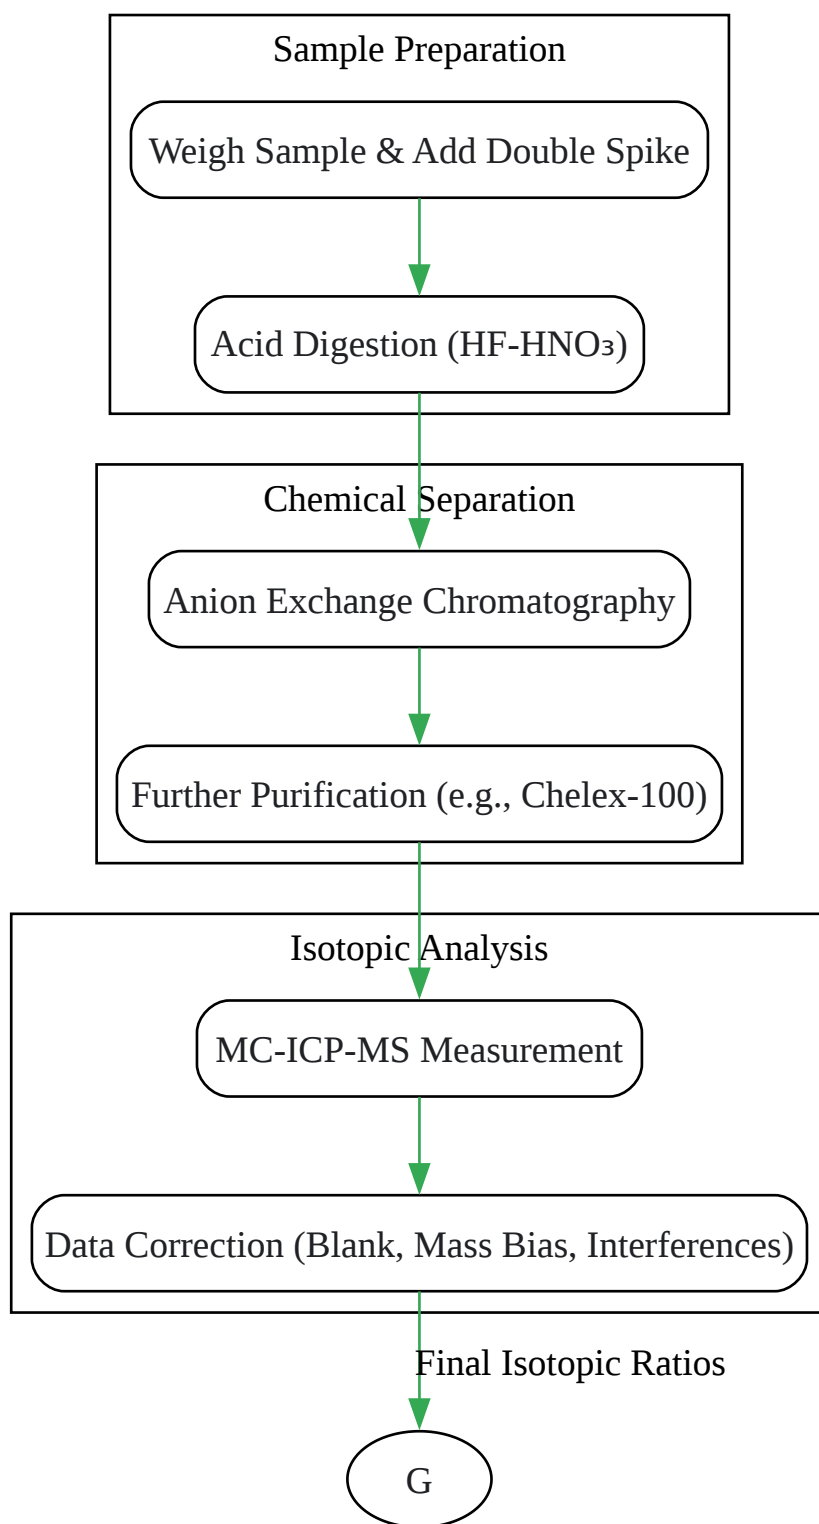 Sample Preparation
Weigh Sample & Add Double Spike
Acid Digestion (HF-HNO₃)
Chemical Separation
Anion Exchange Chromatography
Further Purification (e.g., Chelex-100)
Isotopic Analysis
MC-ICP-MS Measurement
Data Correction (Blank, Mass Bias, Interferences)
Final Isotopic Ratios
G